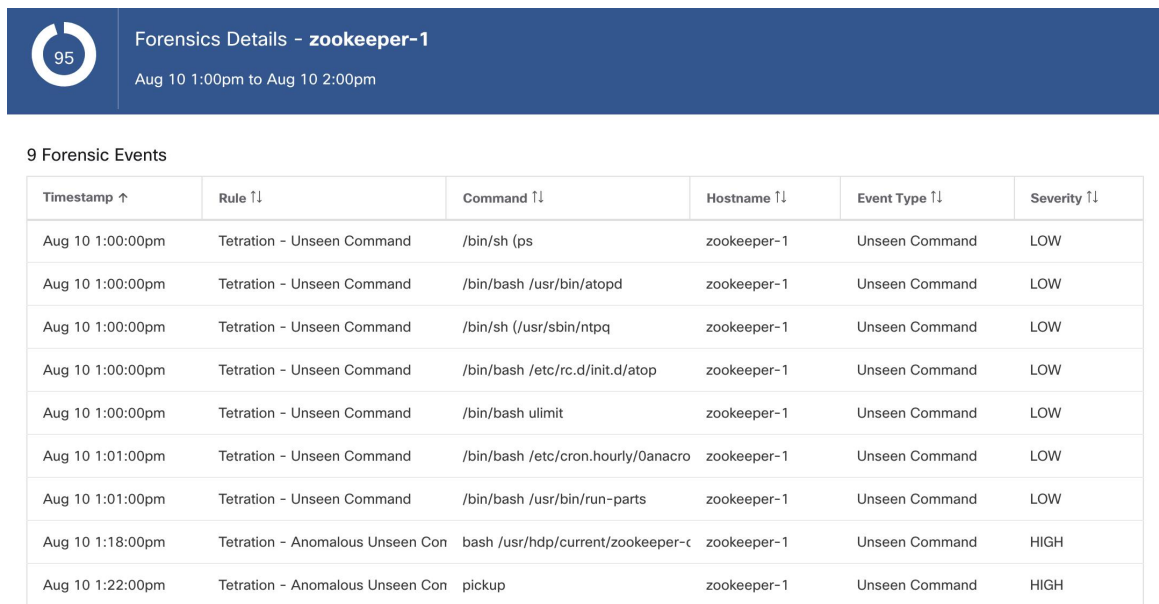 95
Forensics Details - zookeeper-1
Aug 10 1:00pm to Aug 10 2:00pm
9 Forensic Events
Timestamp ↑ Rule ↑↓ Command ↑↓ Hostname ↑↓ Event Type ↑↓ Severity ↑↓
Aug 10 1:00:00pm Tetration - Unseen Command /bin/sh (ps zookeeper-1 Unseen Command LOW
Aug 10 1:00:00pm Tetration - Unseen Command /bin/bash /usr/bin/atopd zookeeper-1 Unseen Command LOW
Aug 10 1:00:00pm Tetration - Unseen Command /bin/sh (/usr/sbin/ntpq zookeeper-1 Unseen Command LOW
Aug 10 1:00:00pm Tetration - Unseen Command /bin/bash /etc/rc.d/init.d/atop zookeeper-1 Unseen Command LOW
Aug 10 1:00:00pm Tetration - Unseen Command /bin/bash ulimit zookeeper-1 Unseen Command LOW
Aug 10 1:01:00pm Tetration - Unseen Command /bin/bash /etc/cron.hourly/0anacro zookeeper-1 Unseen Command LOW
Aug 10 1:01:00pm Tetration - Unseen Command /bin/bash /usr/bin/run-parts zookeeper-1 Unseen Command LOW
Aug 10 1:18:00pm Tetration - Anomalous Unseen Com bash /usr/hdp/current/zookeeper-c zookeeper-1 Unseen Command HIGH
Aug 10 1:22:00pm Tetration - Anomalous Unseen Com pickup zookeeper-1 Unseen Command HIGH